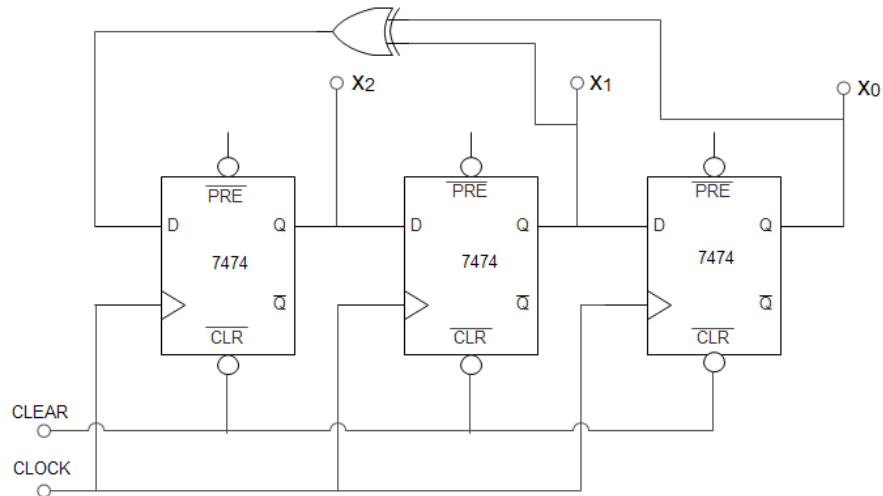 X2
X1
X0
PRE
PRE
PRE
D
Q
D
Q
D
Q
7474
7474
7474
Q
Q
Q
CLR
CLR
CLR
CLEAR
CLOCK